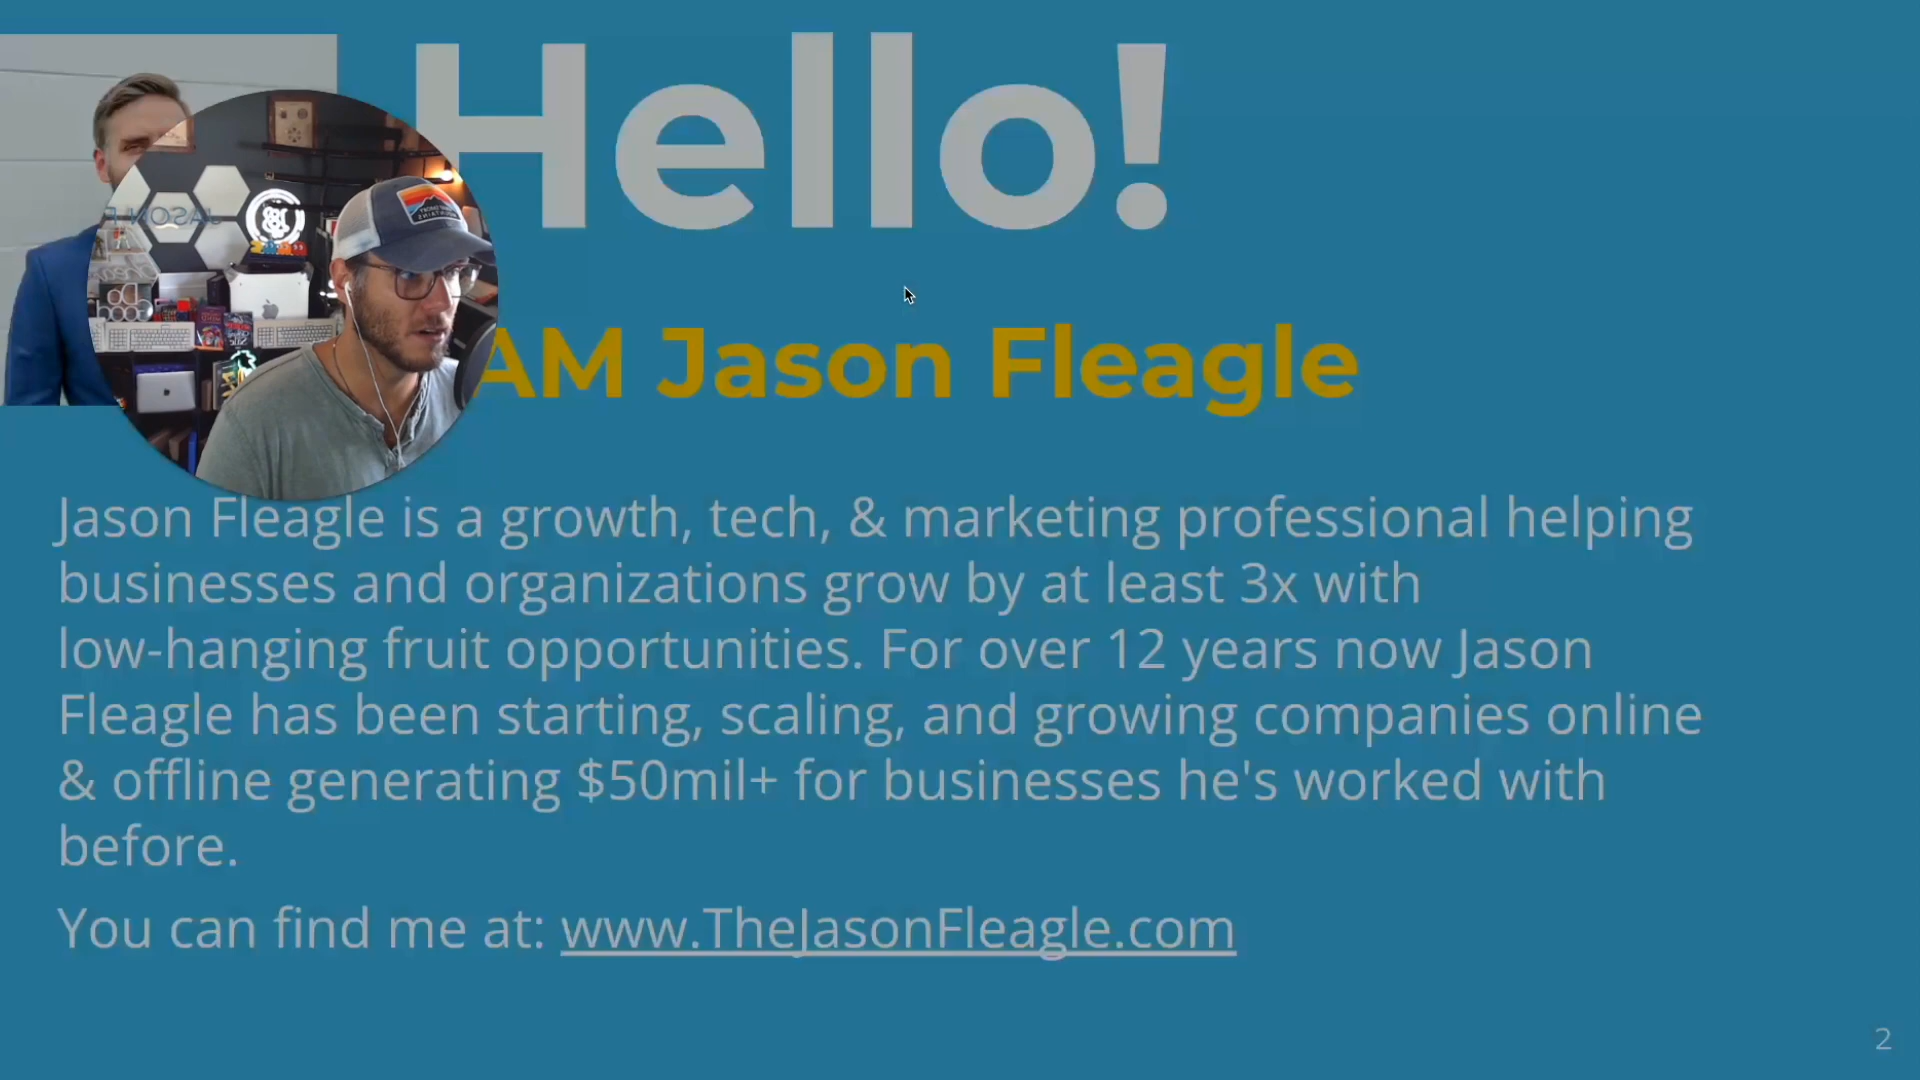 Hello!
AM Jason Fleagle
JASON F
Do
Good
Jason Fleagle is a growth, tech, & marketing professional helping
businesses and organizations grow by at least 3x with
low-hanging fruit opportunities. For over 12 years now Jason
Fleagle has been starting, scaling, and growing companies online
& offline generating $50mil+ for businesses he's worked with
before.
You can find me at: www.TheJasonFleagle.com
2